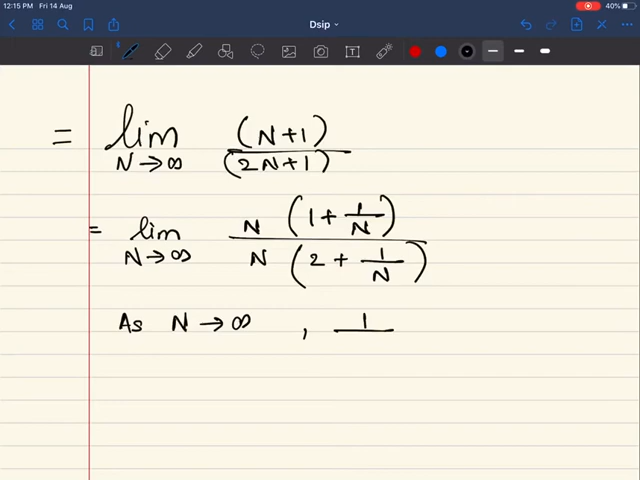 12:15 PM Fri 14 Aug 40%
Dsip
= lim N→∞ (N+1) / (2N+1)
= lim N→∞ N (1 + 1/N) / N (2 + 1/N)
As N → ∞ , 1